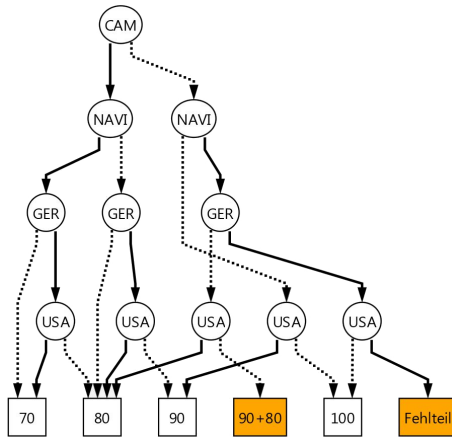 CAM
NAVI NAVI
GER GER GER
USA USA USA USA USA
70 80 90 90+80 100 Fehlteil